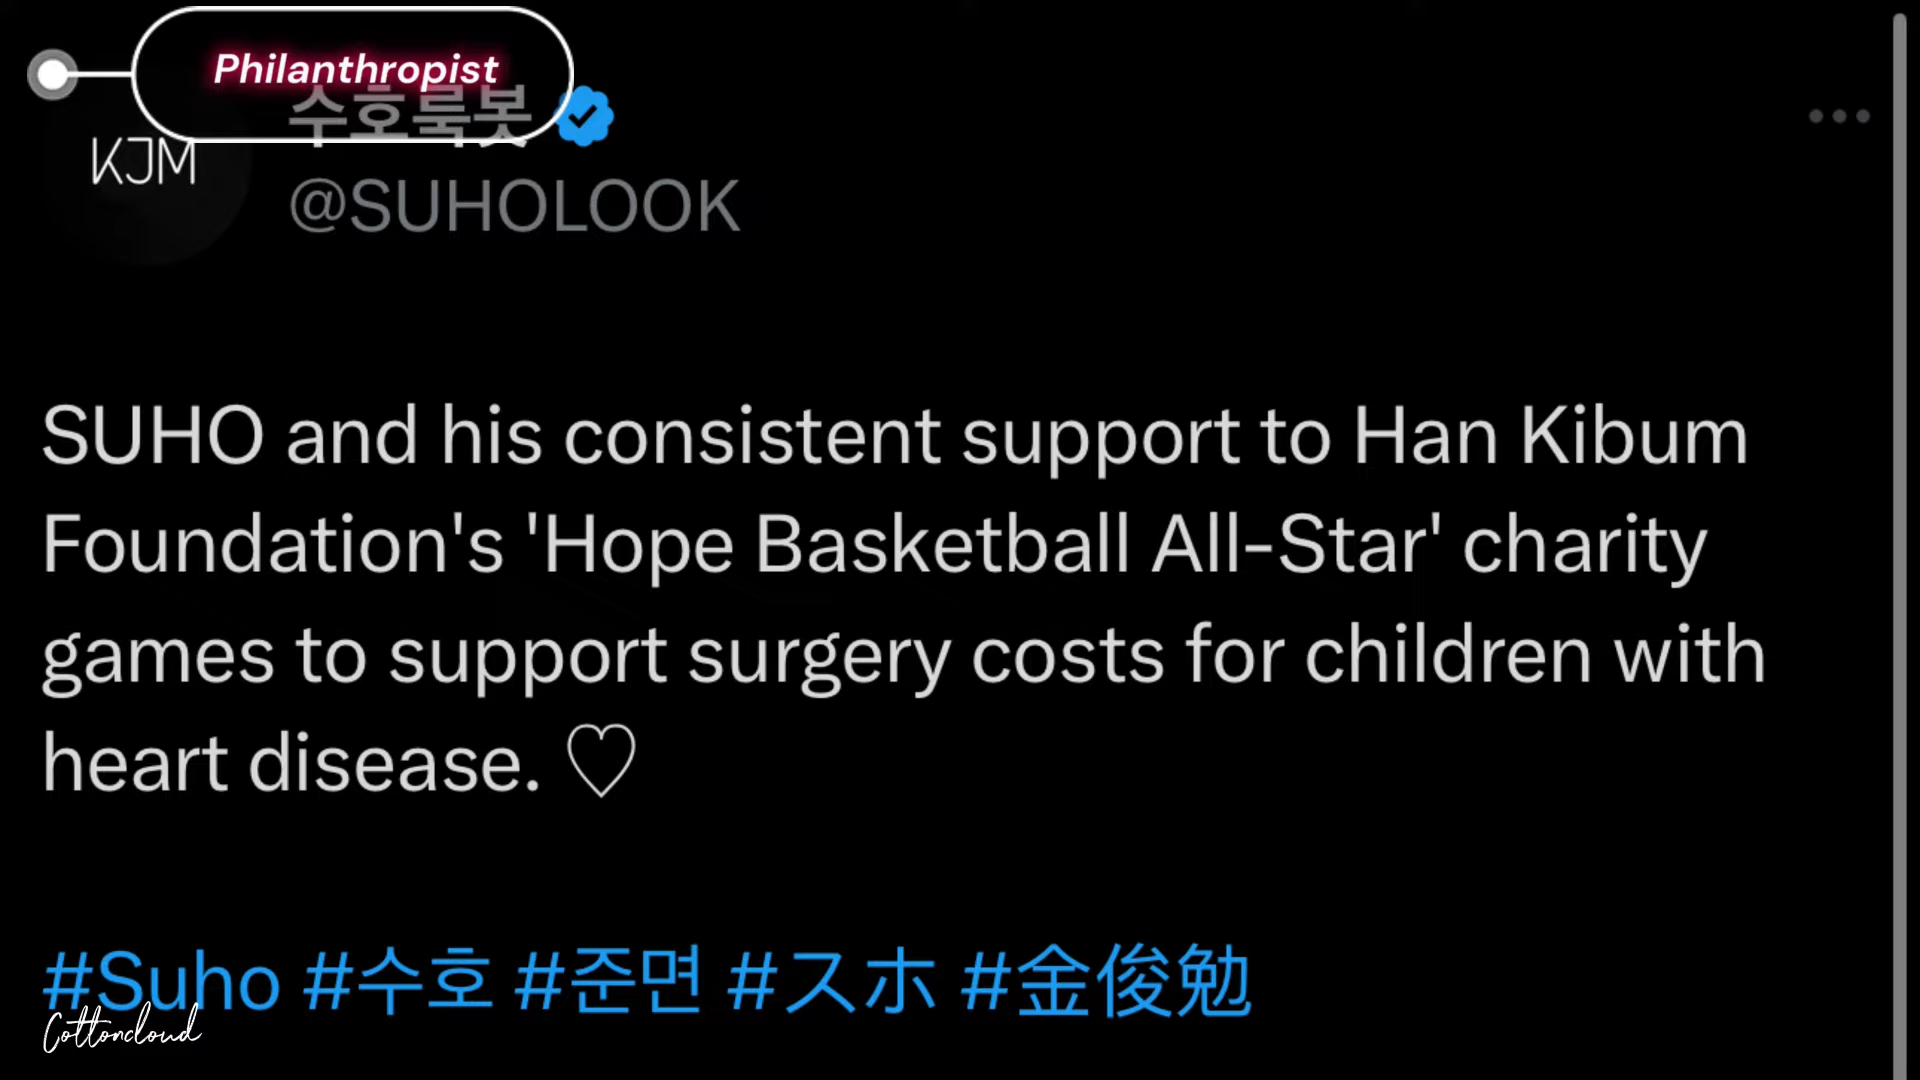 Philanthropist
수호룩봇
KJM
@SUHOLOOK
SUHO and his consistent support to Han Kibum
Foundation's 'Hope Basketball All-Star' charity
games to support surgery costs for children with
heart disease. ♡
#Suho #수호 #준면 #スホ #金俊勉
Cottoncloud